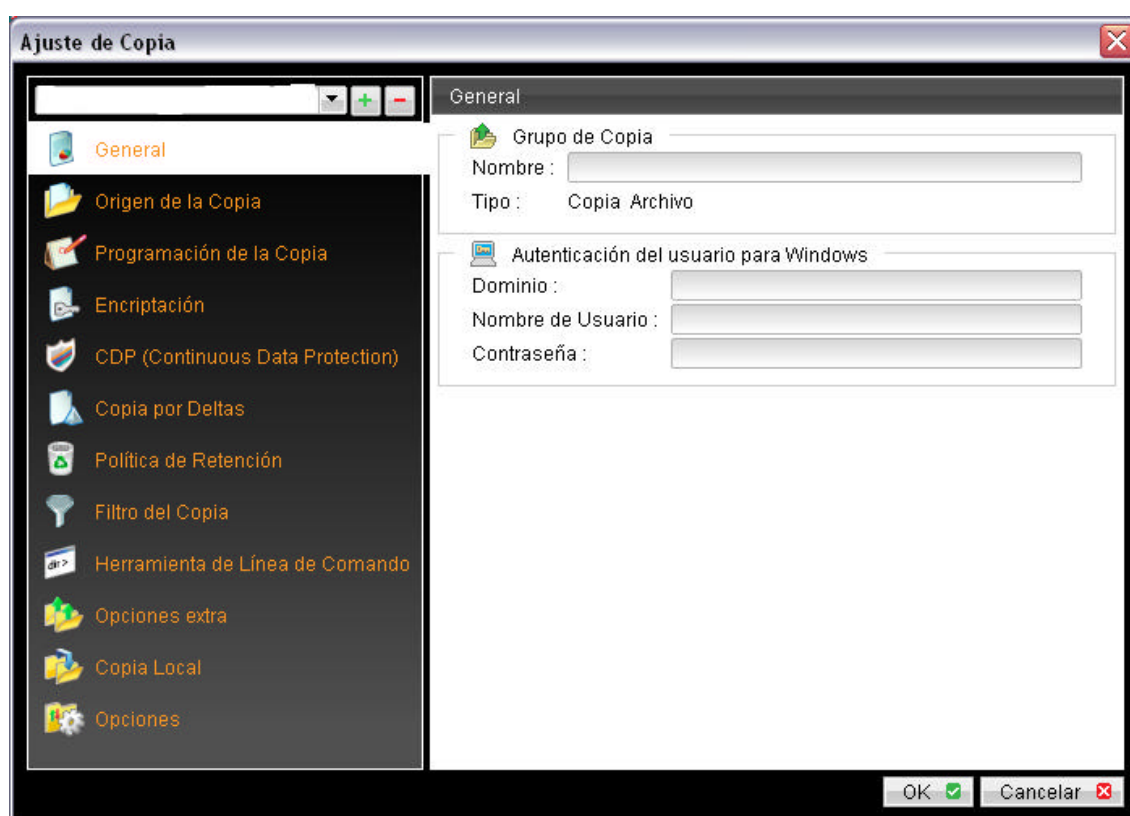 Ajuste de Copia
General
Origen de la Copia
Programación de la Copia
Encriptación
CDP (Continuous Data Protection)
Copia por Deltas
Política de Retención
Filtro del Copia
dir>
Herramienta de Línea de Comando
Opciones extra
Copia Local
Opciones
General
Grupo de Copia
Nombre :
Tipo : Copia Archivo
Autenticación del usuario para Windows
Dominio :
Nombre de Usuario :
Contraseña :
OK
Cancelar